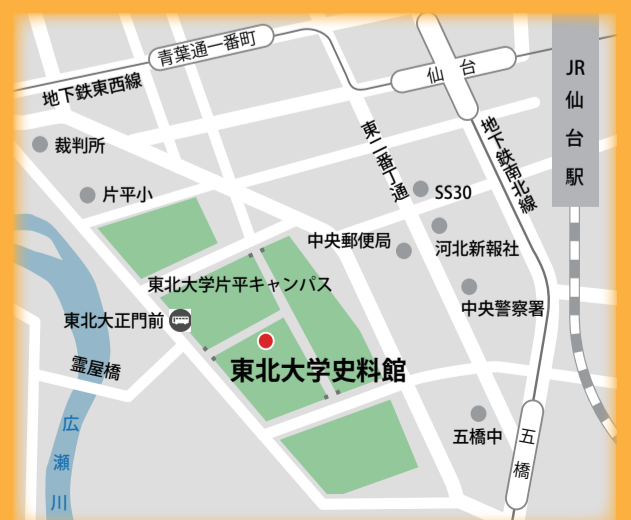 青葉通一番町
地下鉄東西線
仙台
JR仙台駅
裁判所
東二番丁通
地下鉄南北線
片平小
SS30
中央郵便局
河北新報社
東北大学片平キャンパス
中央警察署
東北大正門前
霊屋橋
東北大学史料館
広瀬川
五橋中
五橋